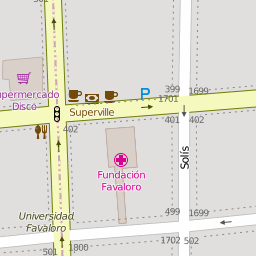 P
399
1699
1701
Supermercado
Disco
Superville
402
401
402
Solís
Fundación
Favaloro
Universidad
Favaloro
499
1699
501
1800
1702
502